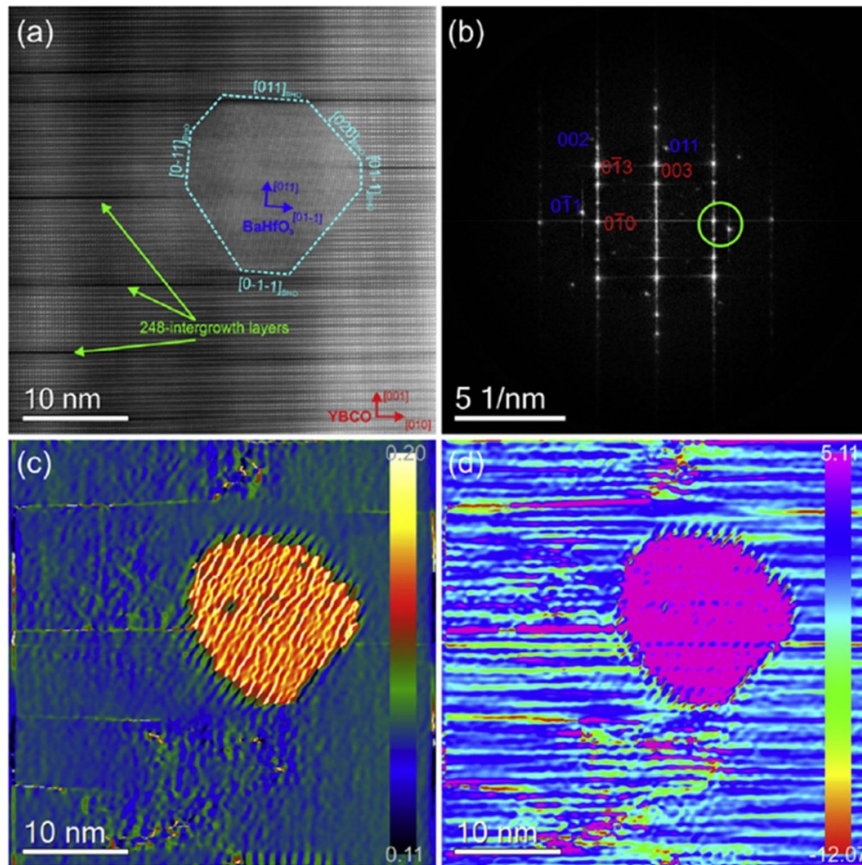 (a)
[011]BHO
[020]BHO
[0-11]BHO
[01-1]BHO
[011]
[01-1]
BaHfO3
[0-1-1]BHO
248-intergrowth layers
10 nm
[001]
YBCO
[010]
(b)
002
011
01̄3
003
01̄1
01̄0
5 1/nm
(c)
0.20
10 nm
0.11
(d)
5.11
10 nm